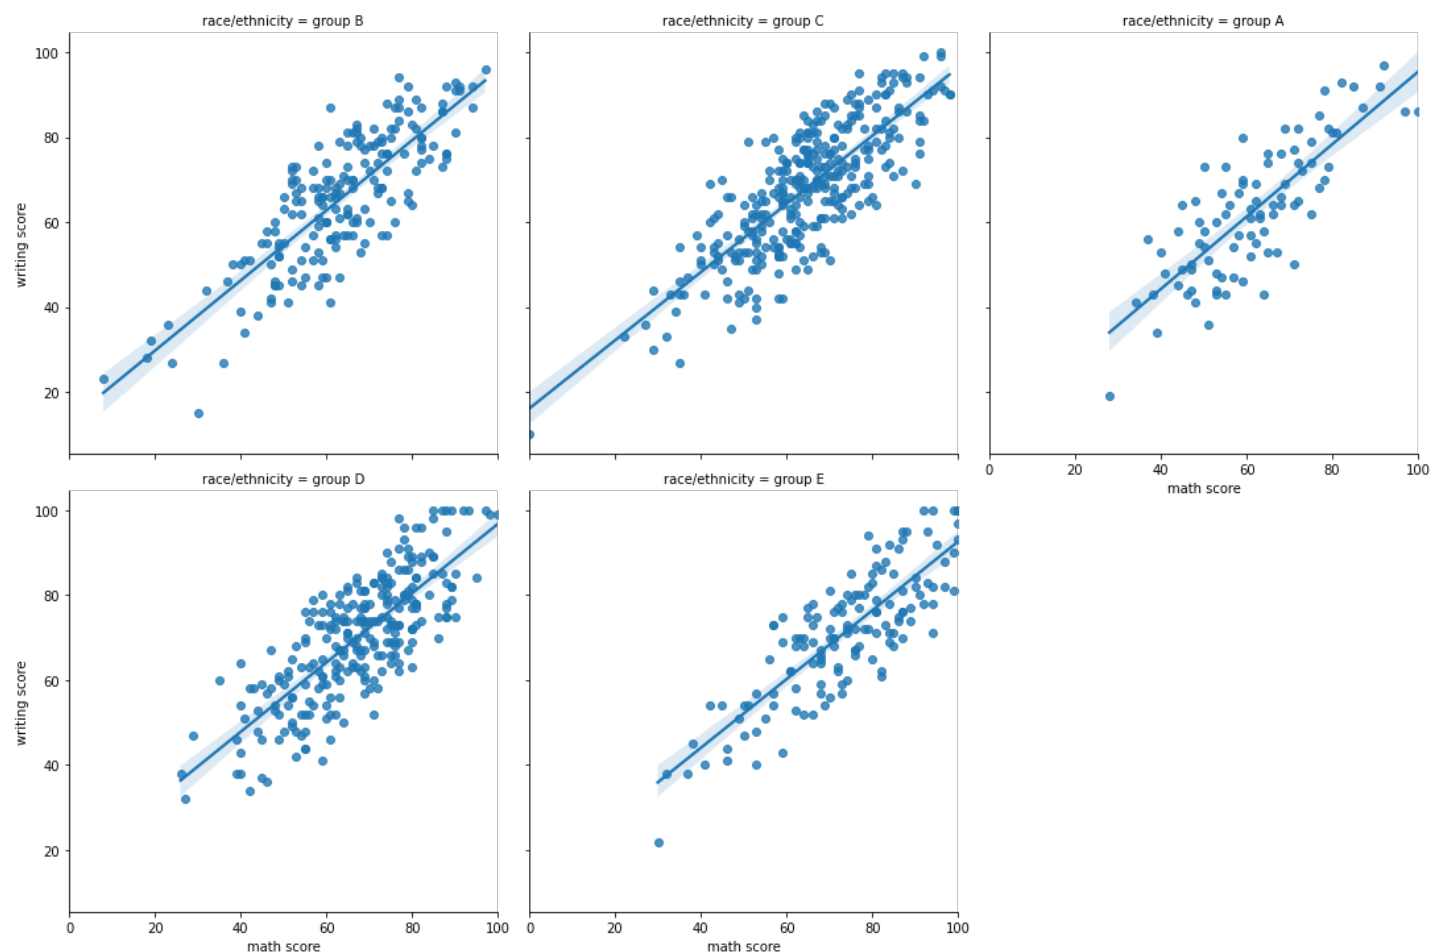 race/ethnicity = group B
race/ethnicity = group C
race/ethnicity = group A
100
80
60
40
20
writing score
0
20
40
60
80
100
math score
race/ethnicity = group D
race/ethnicity = group E
100
80
60
40
20
writing score
0
20
40
60
80
100
math score
0
20
40
60
80
100
math score